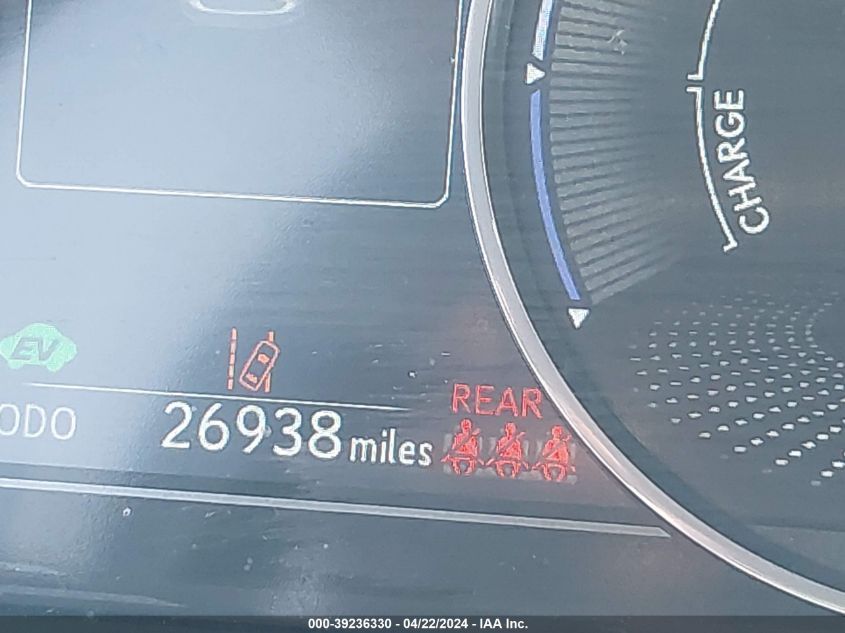 CHARGE
EV
REAR
ODO 26938 miles
000-39236330 - 04/22/2024 - IAA Inc.